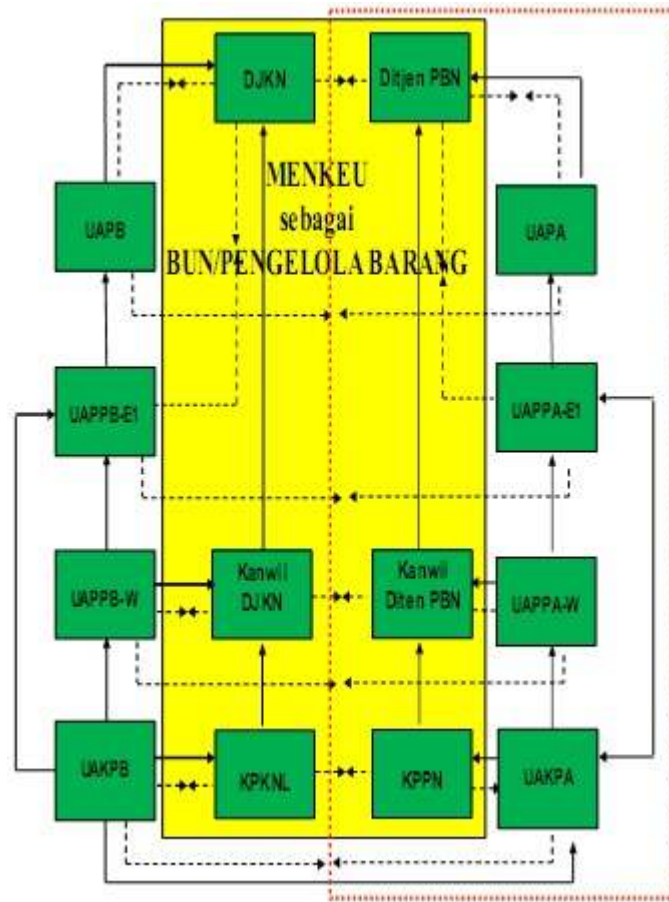 DJKN
Ditjen PBN
MENKEU
sebagai
BUN/PENGELOLA BARANG
UAPB
UAPA
UAPPB-E1
UAPPA-E1
UAPPB-W
Kanwil
DJKN
Kanwil
Diten PBN
UAPPA-W
UAKPB
KPKNL
KPPN
UAKPA